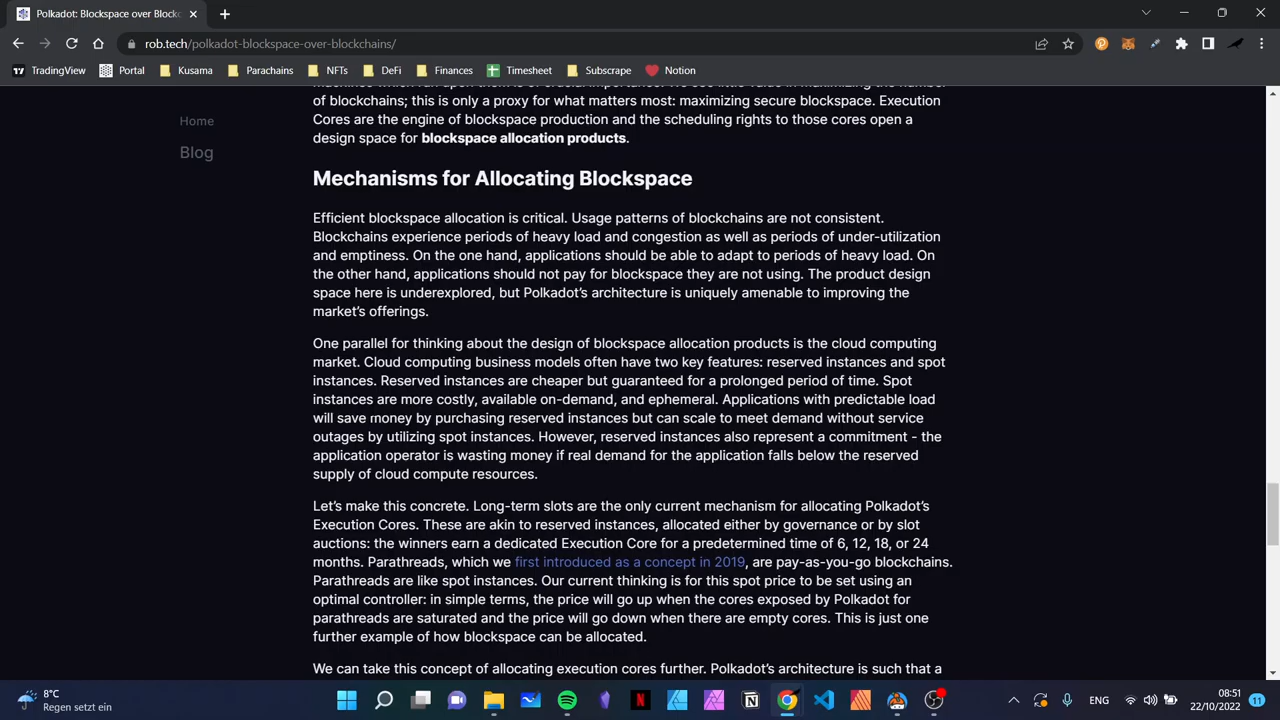 Polkadot: Blockspace over Block
rob.tech/polkadot-blockspace-over-blockchains/
TradingView
Portal
Kusama
Parachains
NFTs
DeFi
Finances
Timesheet
Subscrape
Notion
Home
Blog
machines which run upon them is of crucial importance. We see little value in maximizing the number
of blockchains; this is only a proxy for what matters most: maximizing secure blockspace. Execution
Cores are the engine of blockspace production and the scheduling rights to those cores open a
design space for blockspace allocation products.
Mechanisms for Allocating Blockspace
Efficient blockspace allocation is critical. Usage patterns of blockchains are not consistent.
Blockchains experience periods of heavy load and congestion as well as periods of under-utilization
and emptiness. On the one hand, applications should be able to adapt to periods of heavy load. On
the other hand, applications should not pay for blockspace they are not using. The product design
space here is underexplored, but Polkadot's architecture is uniquely amenable to improving the
market's offerings.
One parallel for thinking about the design of blockspace allocation products is the cloud computing
market. Cloud computing business models often have two key features: reserved instances and spot
instances. Reserved instances are cheaper but guaranteed for a prolonged period of time. Spot
instances are more costly, available on-demand, and ephemeral. Applications with predictable load
will save money by purchasing reserved instances but can scale to meet demand without service
outages by utilizing spot instances. However, reserved instances also represent a commitment - the
application operator is wasting money if real demand for the application falls below the reserved
supply of cloud compute resources.
Let's make this concrete. Long-term slots are the only current mechanism for allocating Polkadot's
Execution Cores. These are akin to reserved instances, allocated either by governance or by slot
auctions: the winners earn a dedicated Execution Core for a predetermined time of 6, 12, 18, or 24
months. Parathreads, which we first introduced as a concept in 2019, are pay-as-you-go blockchains.
Parathreads are like spot instances. Our current thinking is for this spot price to be set using an
optimal controller: in simple terms, the price will go up when the cores exposed by Polkadot for
parathreads are saturated and the price will go down when there are empty cores. This is just one
further example of how blockspace can be allocated.
We can take this concept of allocating execution cores further. Polkadot's architecture is such that a
8°C
Regen setzt ein
ENG
08:51
22/10/2022
11